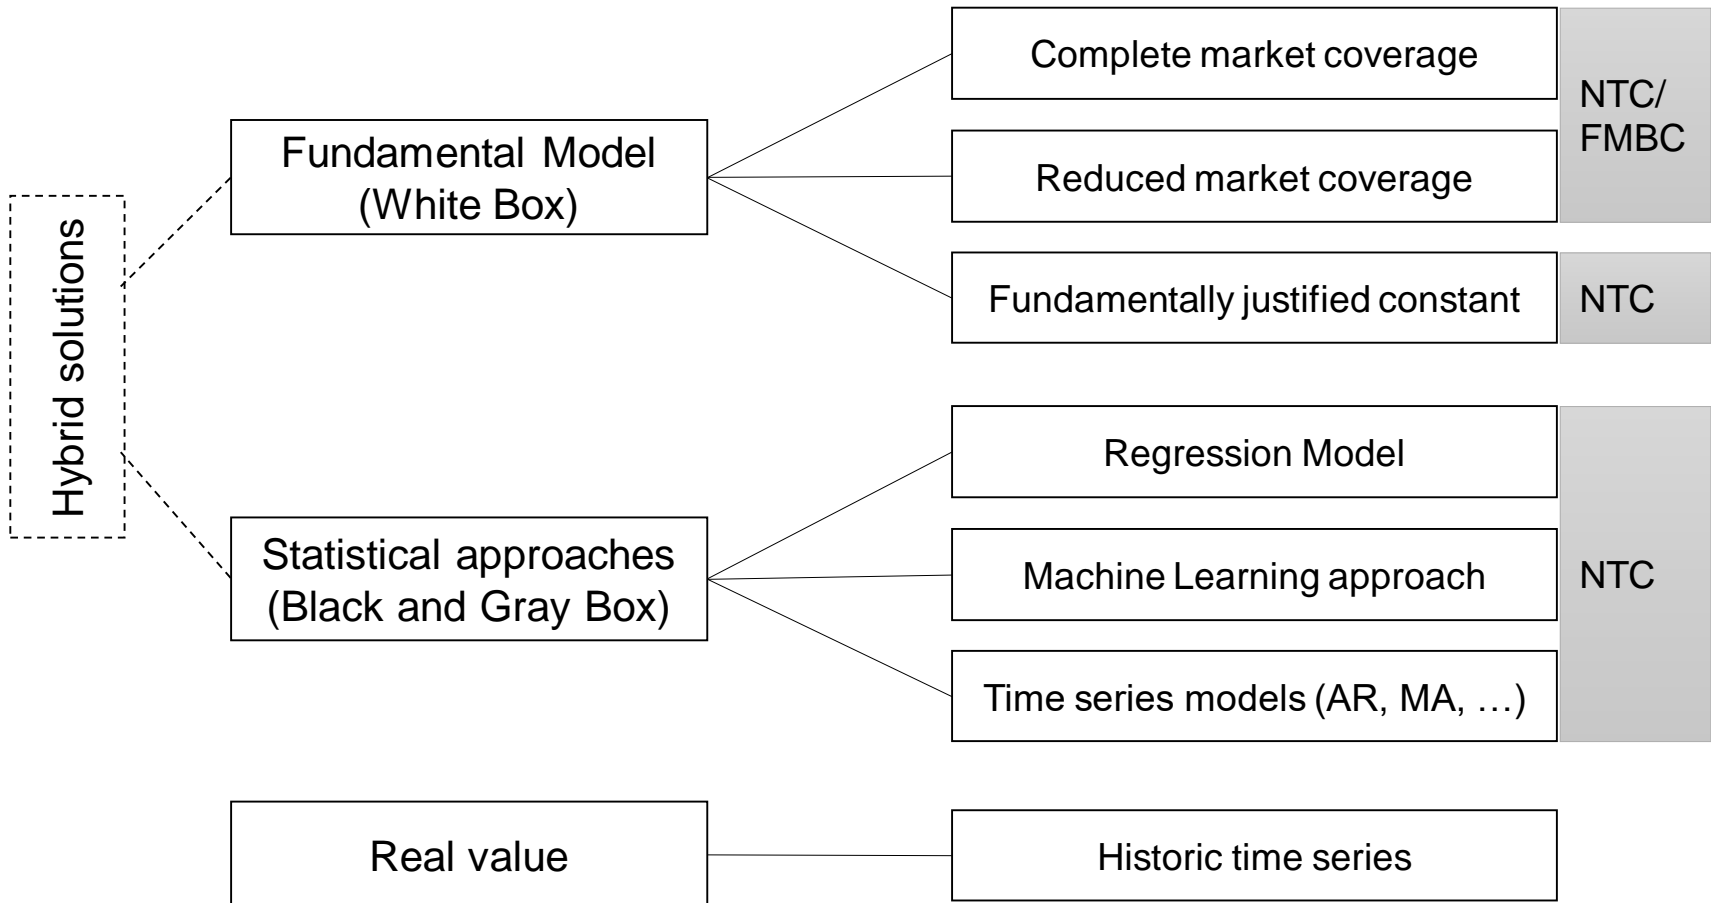 Hybrid solutions
Fundamental Model
(White Box)
Complete market coverage
Reduced market coverage
Fundamentally justified constant
NTC/
FMBC
NTC
Statistical approaches
(Black and Gray Box)
Regression Model
Machine Learning approach
Time series models (AR, MA, …)
NTC
Real value
Historic time series